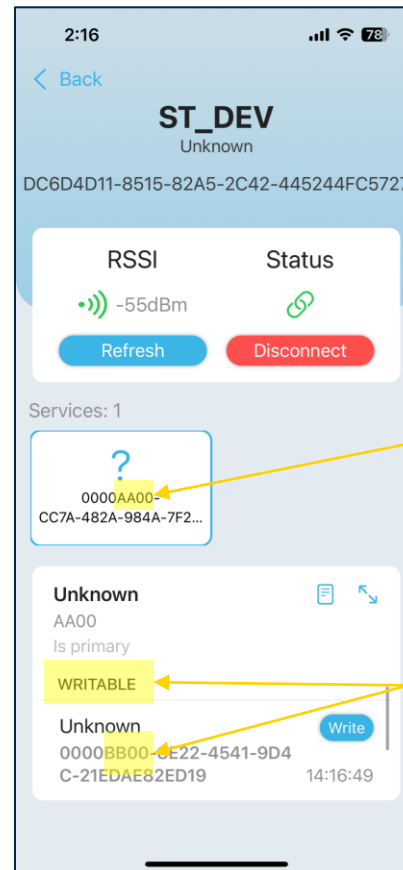 2:16
78
Back
ST_DEV
Unknown
DC6D4D11-8515-82A5-2C42-445244FC5727
RSSI
Status
-55dBm
Refresh
Disconnect
Services: 1
?
0000AA00-
CC7A-482A-984A-7F2...
Unknown
AA00
Is primary
WRITABLE
Unknown
Write
0000BB00-8E22-4541-9D4
C-21EDAE82ED19
14:16:49